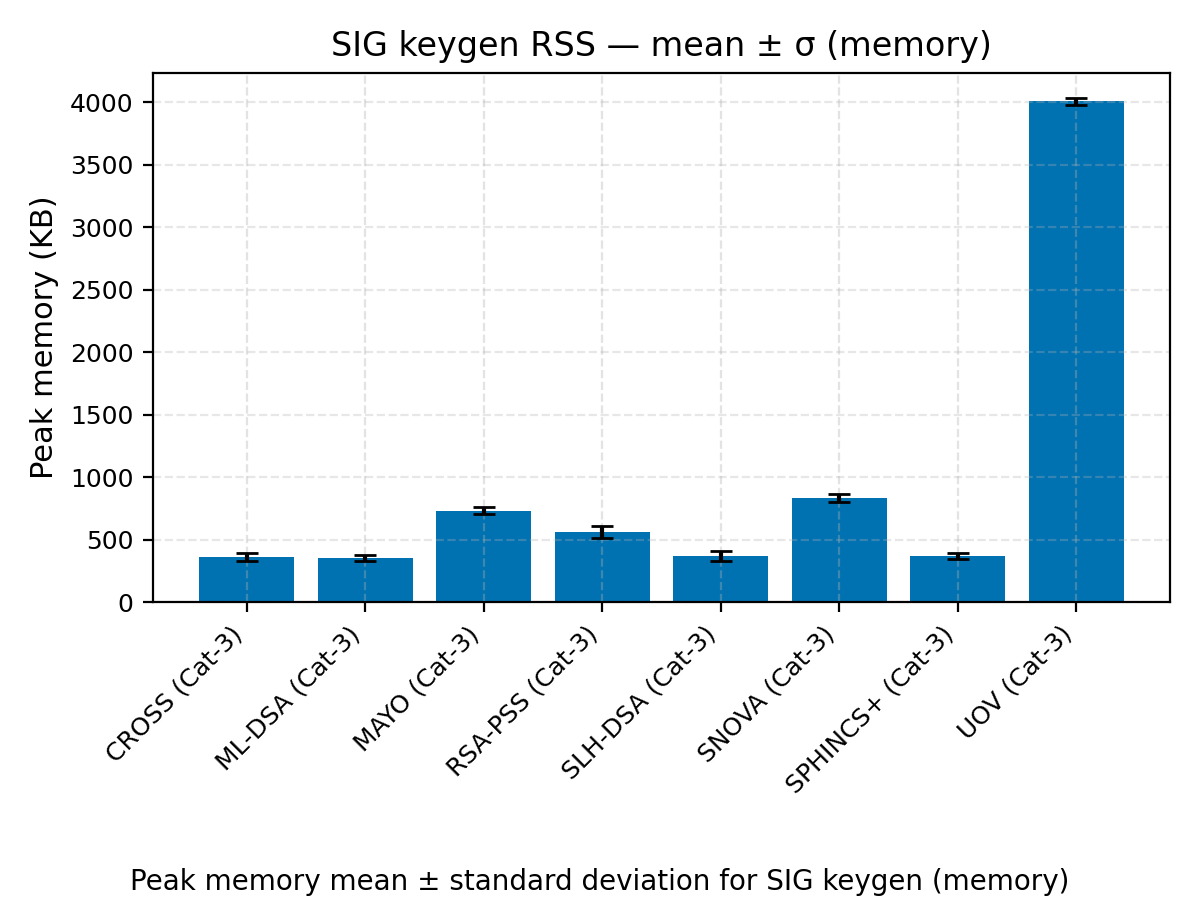 SIG keygen RSS — mean ± σ (memory)
Peak memory (KB)
4000
3500
3000
2500
2000
1500
1000
500
0
CROSS (Cat-3)
ML-DSA (Cat-3)
MAYO (Cat-3)
RSA-PSS (Cat-3)
SLH-DSA (Cat-3)
SNOVA (Cat-3)
SPHINCS+ (Cat-3)
UOV (Cat-3)
Peak memory mean ± standard deviation for SIG keygen (memory)